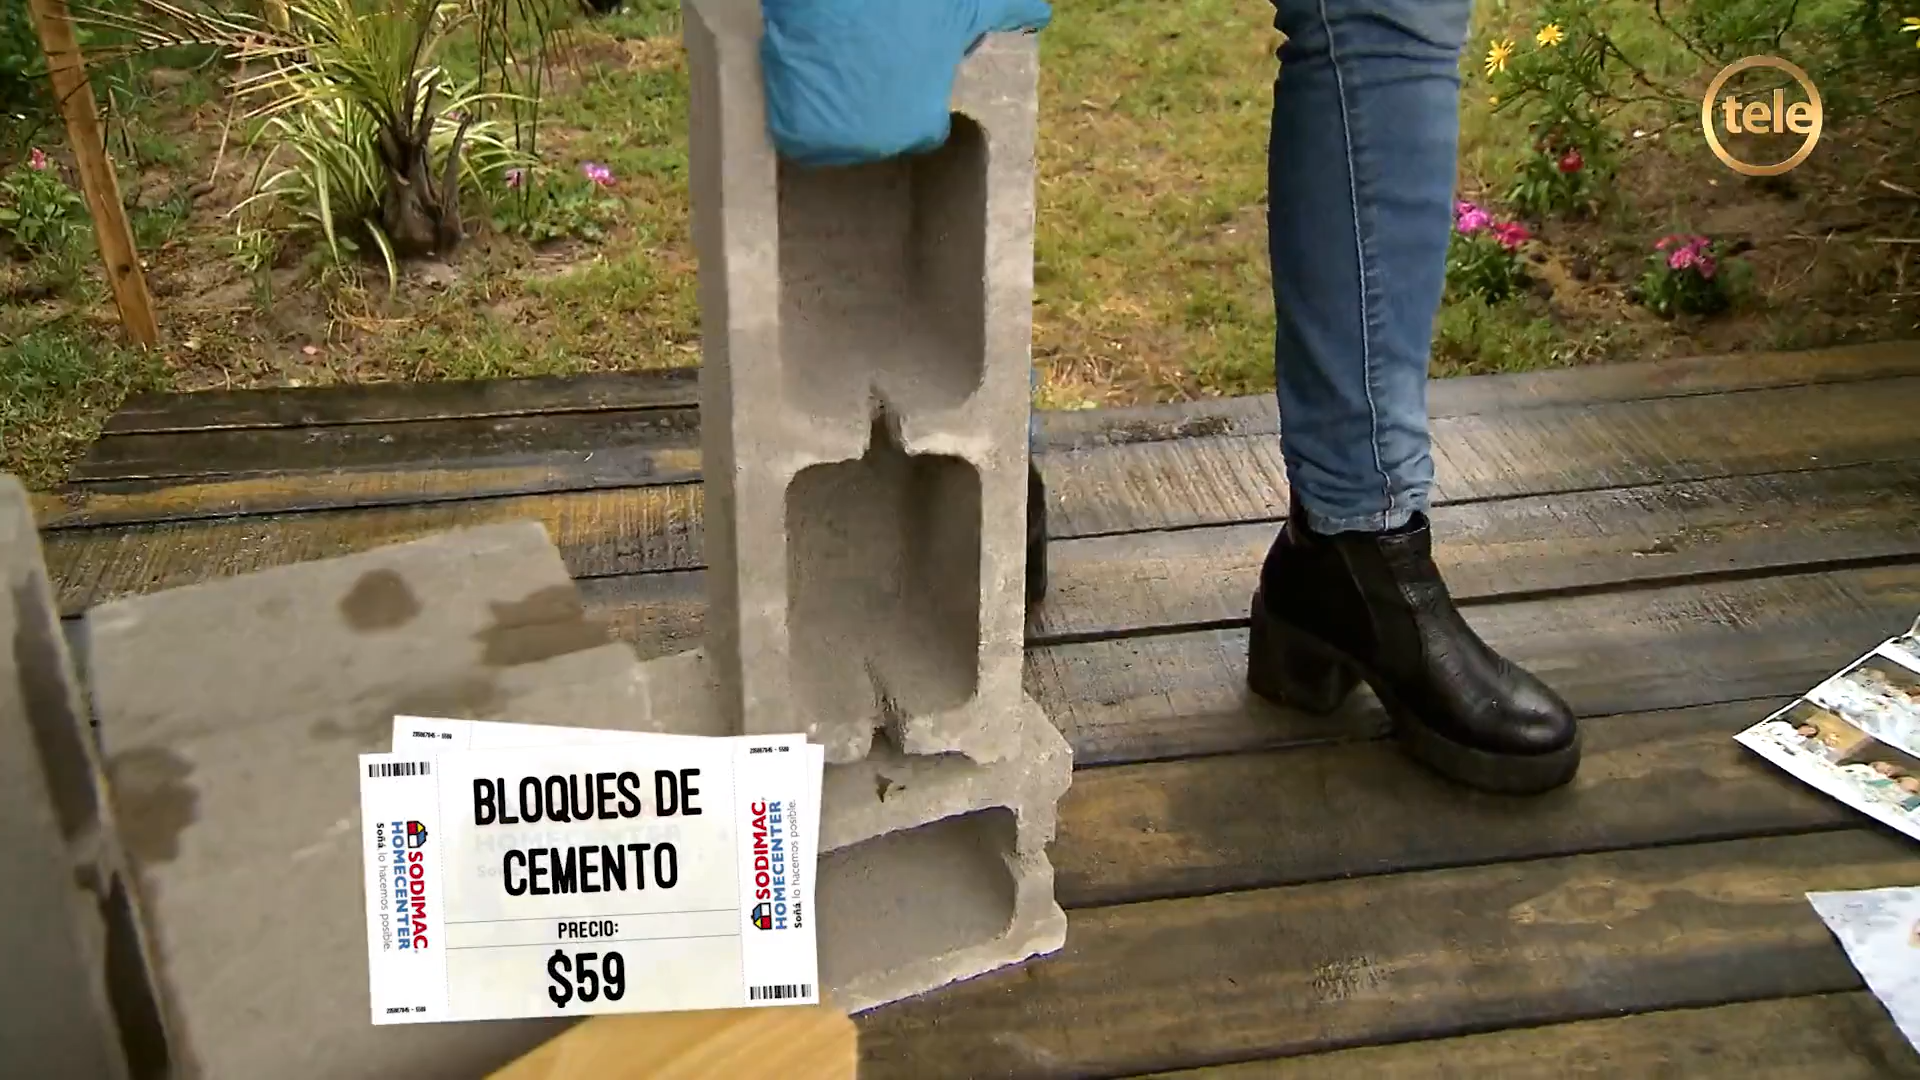 tele
BLOQUES DE
CEMENTO
PRECIO:
$59
SODIMAC
HOMECENTER
Soñá, lo hacemos posible.
SODIMAC
HOMECENTER
Soñá, lo hacemos posible.